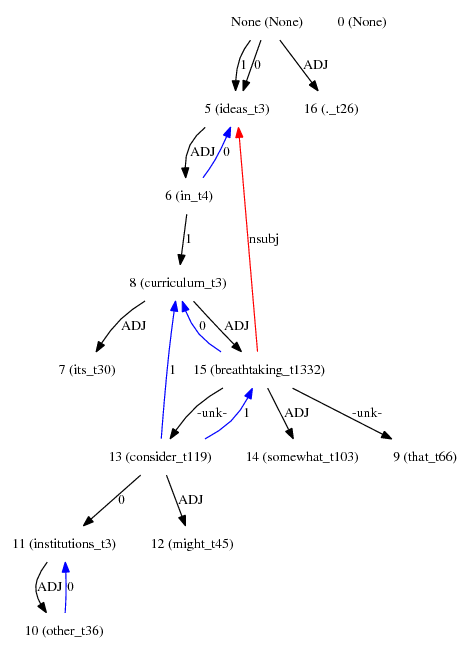 None (None) 0 (None)
1 0 ADJ
5 (ideas_t3) 16 (._t26)
ADJ 0
6 (in_t4)
1 nsubj
8 (curriculum_t3)
ADJ 0 ADJ
7 (its_t30) 1 15 (breathtaking_t1332)
-unk- 1 ADJ -unk-
13 (consider_t119) 14 (somewhat_t103) 9 (that_t66)
0 ADJ
11 (institutions_t3) 12 (might_t45)
ADJ 0
10 (other_t36)